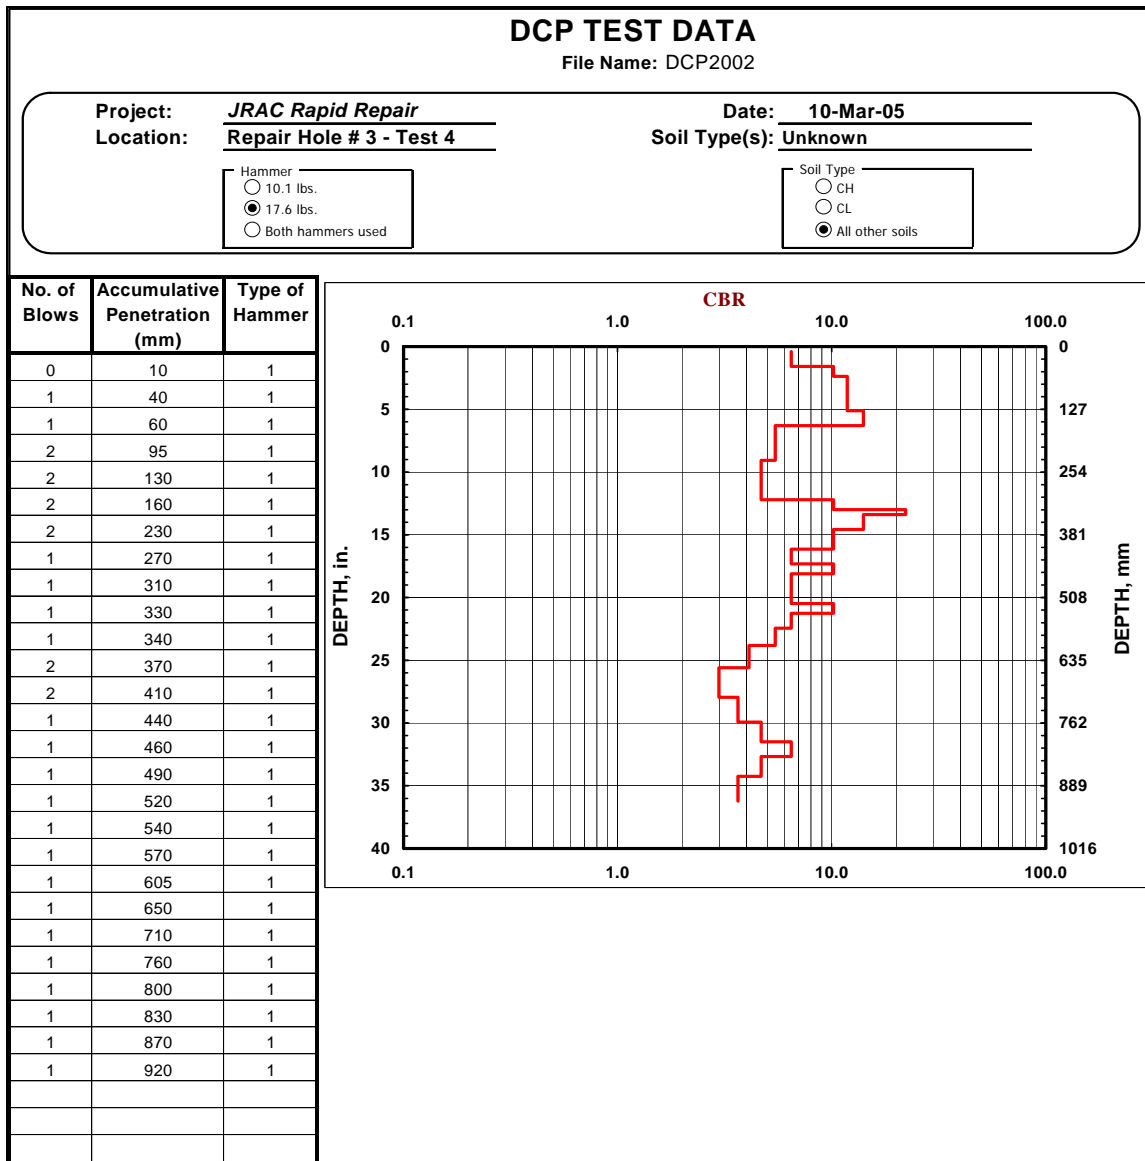 DCP TEST DATA
File Name: DCP2002
Project: JRAC Rapid Repair Date: 10-Mar-05
Location: Repair Hole # 3 - Test 4 Soil Type(s): Unknown
Hammer Soil Type
10.1 lbs. CH
17.6 lbs. CL
Both hammers used All other soils
No. of Accumulative Type of
Blows Penetration Hammer
(mm)
0 10 1
1 40 1
1 60 1
2 95 1
2 130 1
2 160 1
2 230 1
1 270 1
1 310 1
1 330 1
1 340 1
2 370 1
2 410 1
1 440 1
1 460 1
1 490 1
1 520 1
1 540 1
1 570 1
1 605 1
1 650 1
1 710 1
1 760 1
1 800 1
1 830 1
1 870 1
1 920 1
CBR
0.1 1.0 10.0 100.0
0 0
5 127
10 254
15 381
20 508
25 635
30 762
35 889
40 1016
0.1 1.0 10.0 100.0
DEPTH, in.
DEPTH, mm